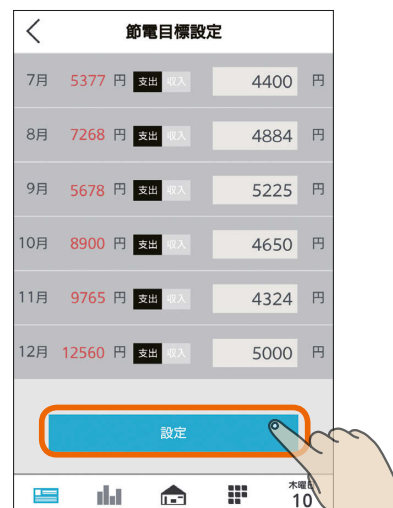 節電目標設定
7月 5377 円 支出 収入 4400 円
8月 7268 円 支出 収入 4884 円
9月 5678 円 支出 収入 5225 円
10月 8900 円 支出 収入 4650 円
11月 9765 円 支出 収入 4324 円
12月 12560 円 支出 収入 5000 円
設定
木曜日
10